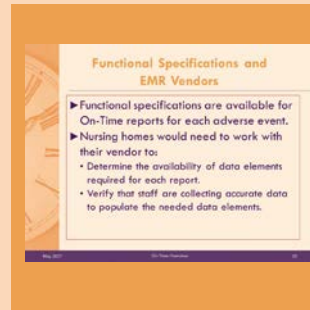 Functional Specifications and
EMR Vendors
►Functional specifications are available for
On-Time reports for each adverse event.
►Nursing homes would need to work with
their vendor to:
• Determine the availability of data elements
required for each report.
• Verify that staff are collecting accurate data
to populate the needed data elements.
May 2017
On-Time Overview